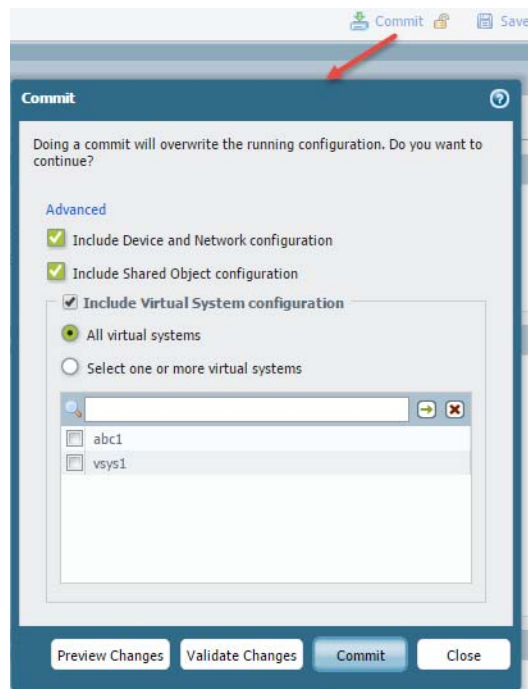 Commit
Save
Commit
Doing a commit will overwrite the running configuration. Do you want to
continue?
Advanced
Include Device and Network configuration
Include Shared Object configuration
Include Virtual System configuration
All virtual systems
Select one or more virtual systems
abc1
vsys1
Preview Changes
Validate Changes
Commit
Close